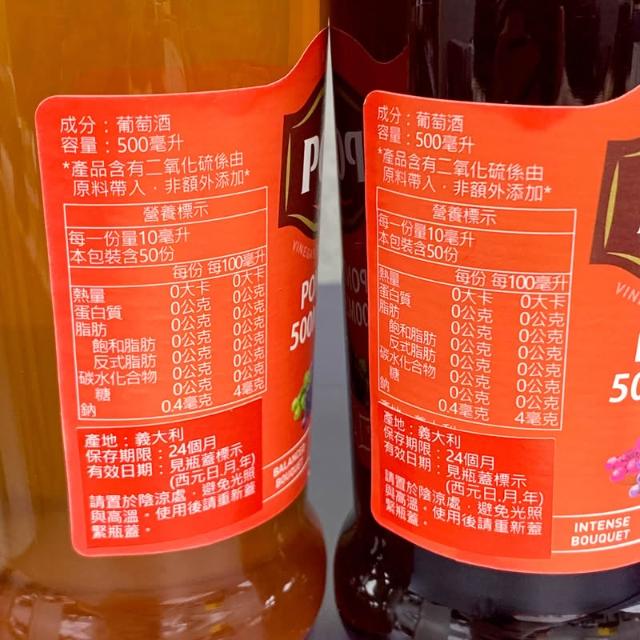 成分：葡萄酒
容量：500毫升
*產品含有二氧化硫係由
原料帶入，非額外添加*
營養標示
每一份量10毫升
本包裝含50份
每份 每100毫升
熱量 0大卡 0大卡
蛋白質 0公克 0公克
脂肪 0公克 0公克
飽和脂肪 0公克 0公克
反式脂肪 0公克 0公克
碳水化合物 0公克 0公克
糖 0公克 0公克
鈉 0.4毫克 4毫克
產地：義大利
保存期限：24個月
有效日期：見瓶蓋標示
(西元日.月.年)
請置於陰涼處，避免光照
與高溫。使用後請重新蓋
緊瓶蓋。
VINEG
PO
500
BALANC
BOUQUE
成分：葡萄酒
容量：500毫升
*產品含有二氧化硫係由
原料帶入，非額外添加*
營養標示
每一份量10毫升
本包裝含50份
每份 每100毫升
熱量 0大卡 0大卡
蛋白質 0公克 0公克
脂肪 0公克 0公克
飽和脂肪 0公克 0公克
反式脂肪 0公克 0公克
碳水化合物 0公克 0公克
糖 0公克 0公克
鈉 0.4毫克 4毫克
產地：義大利
保存期限：24個月
有效日期：見瓶蓋標示
(西元日.月.年)
請置於陰涼處，避免光照
與高溫。使用後請重新蓋
緊瓶蓋。
VIN
50
INTENSE
BOUQUET